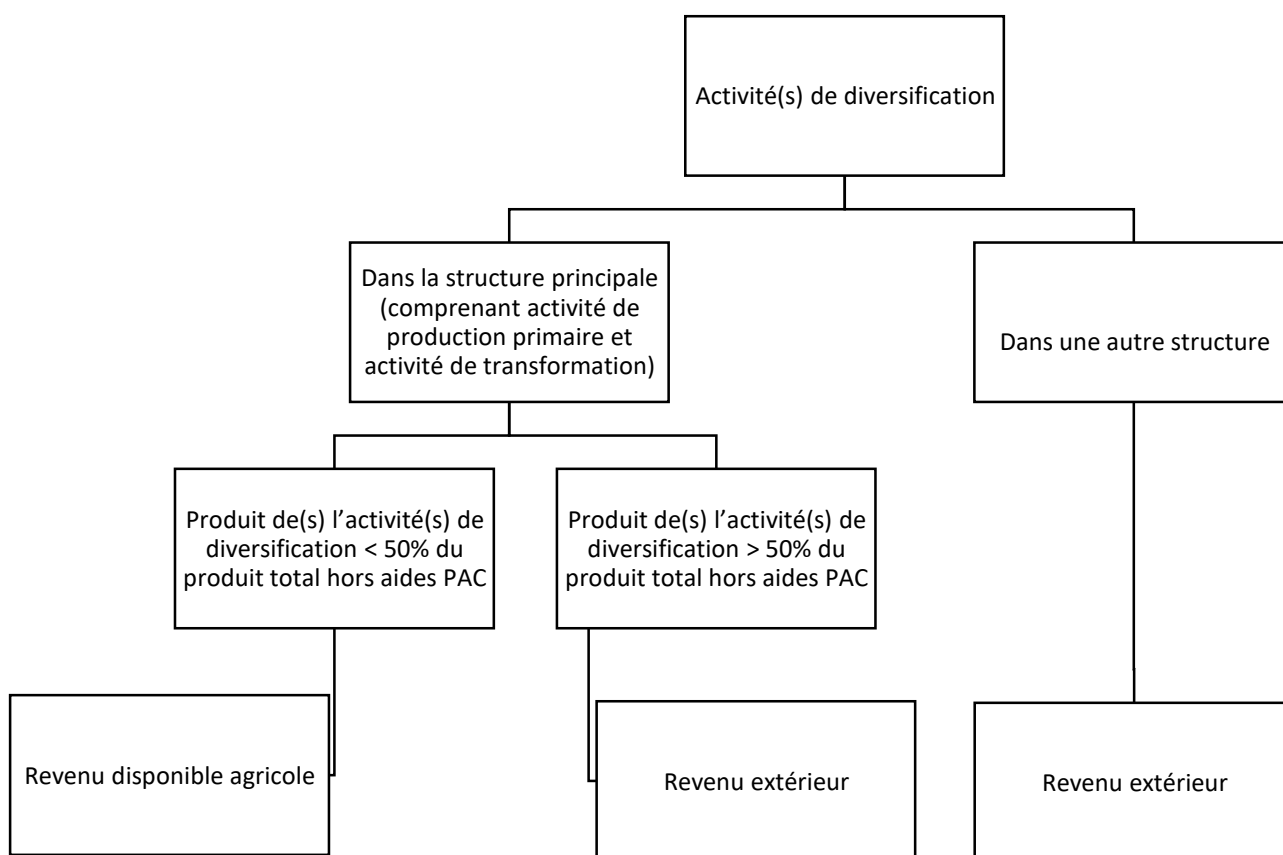 Activité(s) de diversification
Dans la structure principale
(comprenant activité de
production primaire et
activité de transformation)
Dans une autre structure
Produit de(s) l’activité(s) de
diversification < 50% du
produit total hors aides PAC
Produit de(s) l’activité(s) de
diversification > 50% du
produit total hors aides PAC
Revenu disponible agricole
Revenu extérieur
Revenu extérieur